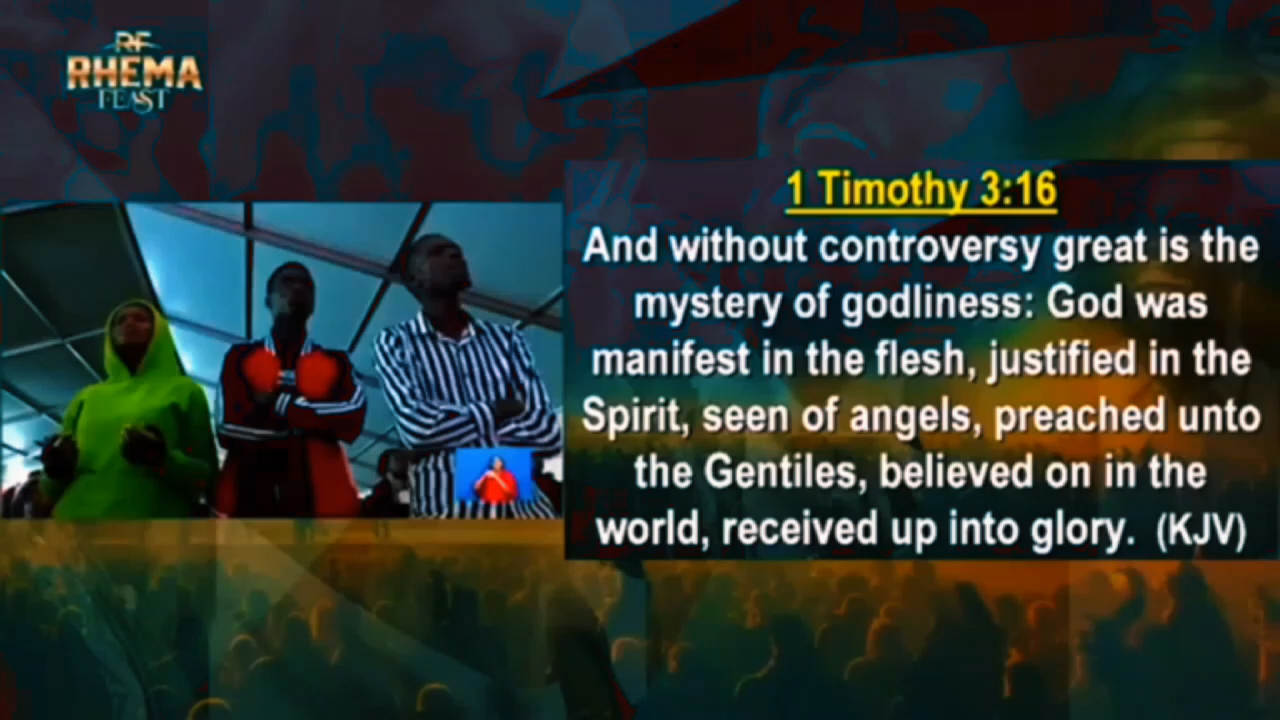 RF
RHEMA
FEAST
1 Timothy 3:16
And without controversy great is the
mystery of godliness: God was
manifest in the flesh, justified in the
Spirit, seen of angels, preached unto
the Gentiles, believed on in the
world, received up into glory. (KJV)